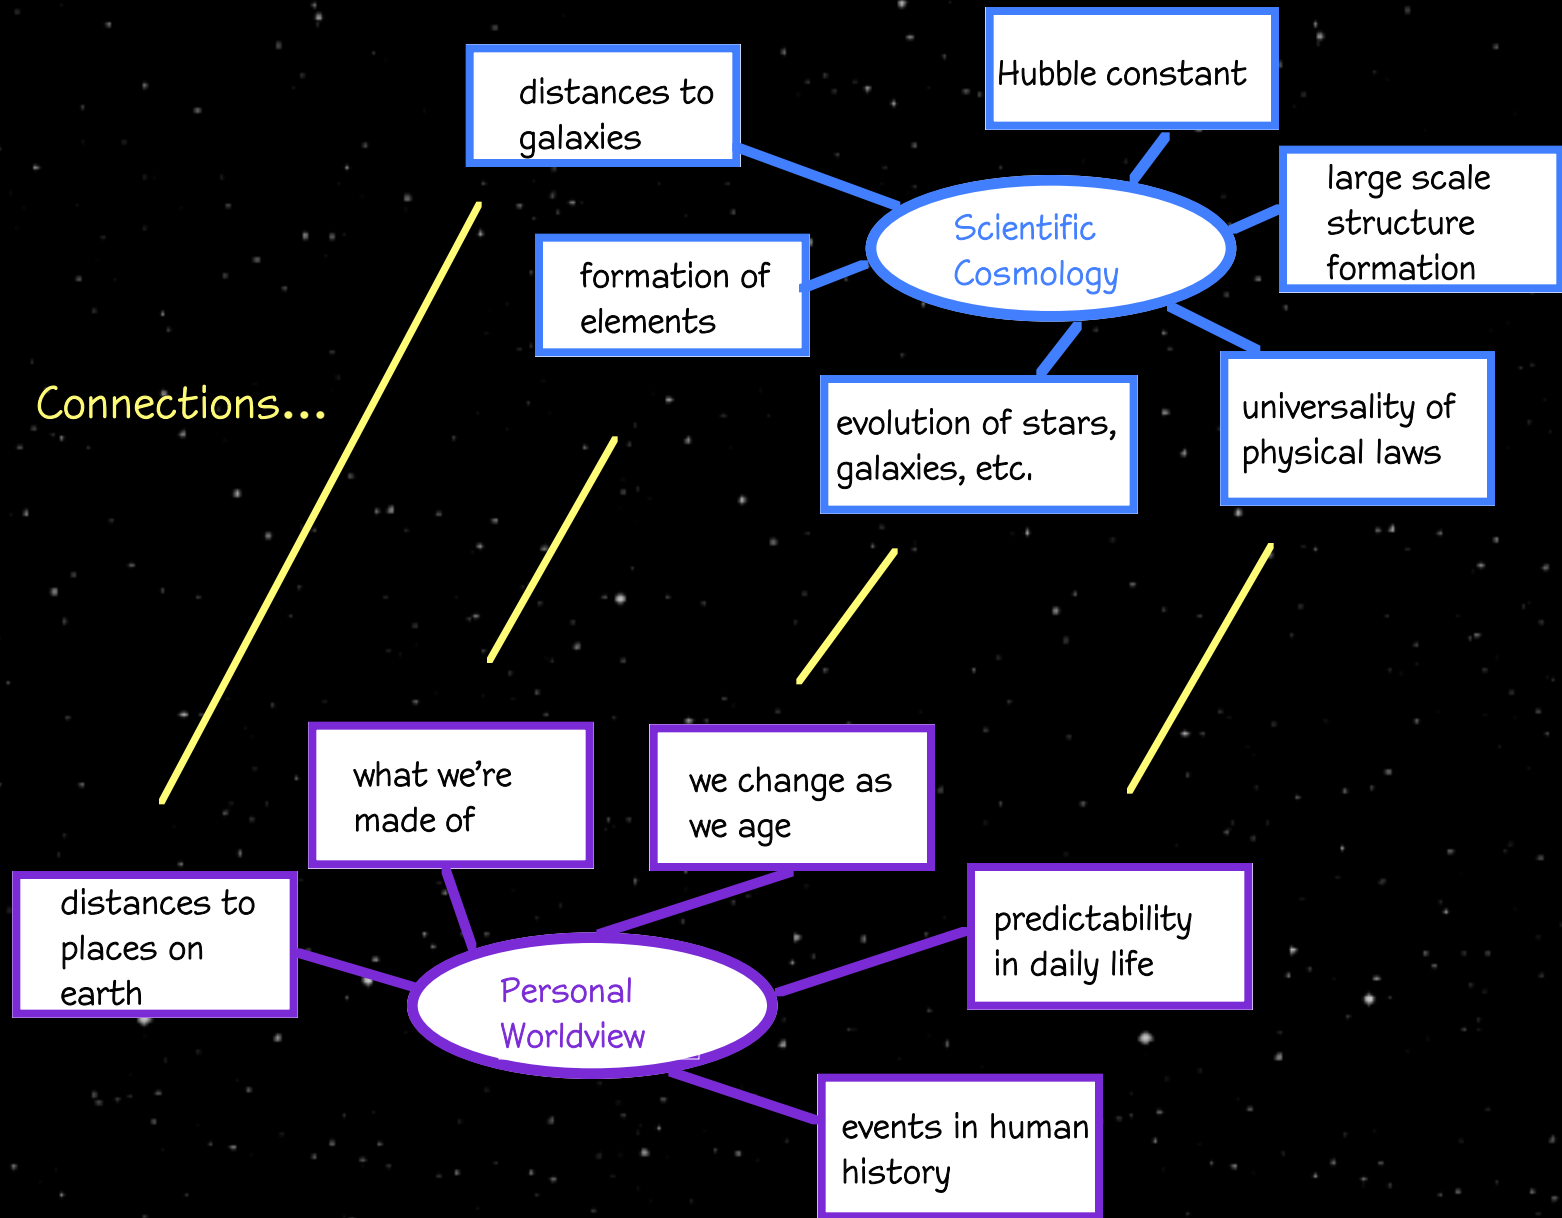 Hubble constant
distances to
galaxies
large scale
structure
formation
Scientific
Cosmology
formation of
elements
evolution of stars,
galaxies, etc.
universality of
physical laws
Connections...
what we're
made of
we change as
we age
distances to
places on
earth
predictability
in daily life
Personal
Worldview
events in human
history